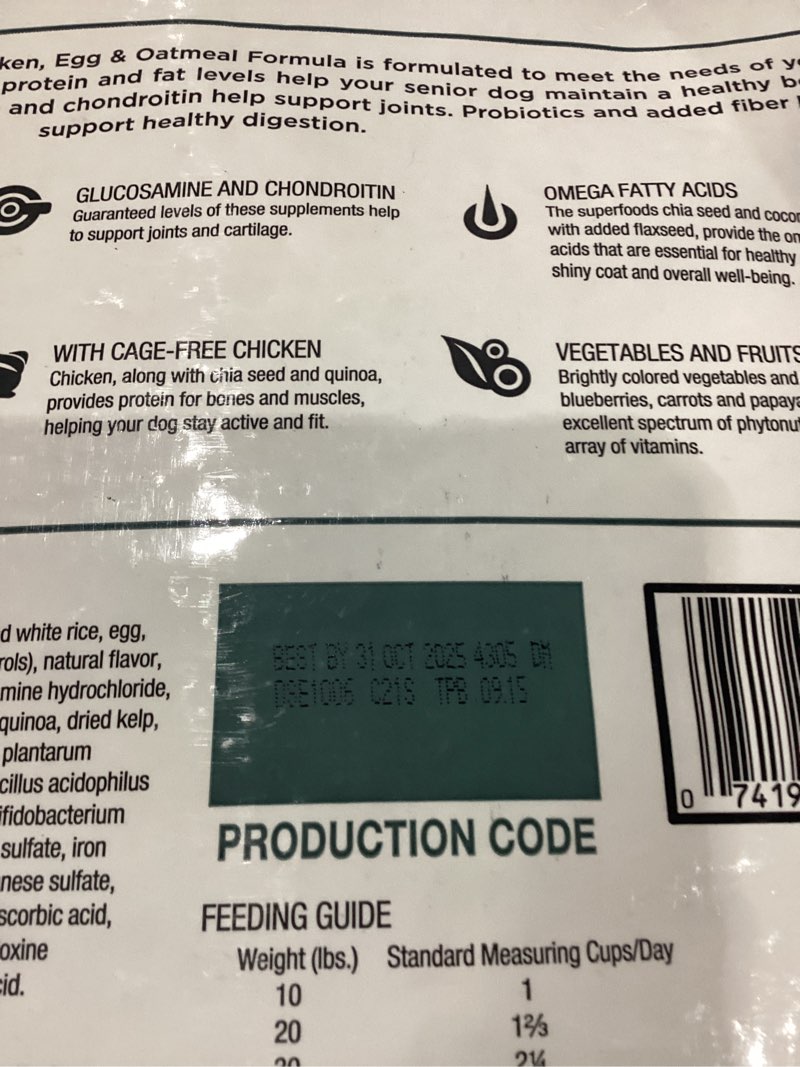 ken, Egg & Oatmeal Formula is formulated to meet the needs of
protein and fat levels help your senior dog maintain a healthy
and chondroitin help support joints. Probiotics and added fiber
support healthy digestion.
GLUCOSAMINE AND CHONDROITIN
Guaranteed levels of these supplements help
to support joints and cartilage.
OMEGA FATTY ACIDS
The superfoods chia seed and
with added flaxseed, provide the
acids that are essential for healthy
shiny coat and overall well-being.
WITH CAGE-FREE CHICKEN
Chicken, along with chia seed and quinoa,
provides protein for bones and muscles,
helping your dog stay active and fit.
VEGETABLES AND FRUITS
Brightly colored vegetables and
blueberries, carrots and papaya
excellent spectrum of
array of vitamins.
d white rice, egg,
rols), natural flavor,
mine hydrochloride,
quinoa, dried kelp,
plantarum
cillus acidophilus
ifidobacterium
sulfate, iron
nese sulfate,
scorbic acid,
oxine
cid.
BEST BY 31 OCT 2025 4305 DM
C21S TPB 09:15
0 7419
PRODUCTION CODE
FEEDING GUIDE
Weight (lbs.) Standard Measuring Cups/Day
10 1
20 1⅔
2¼